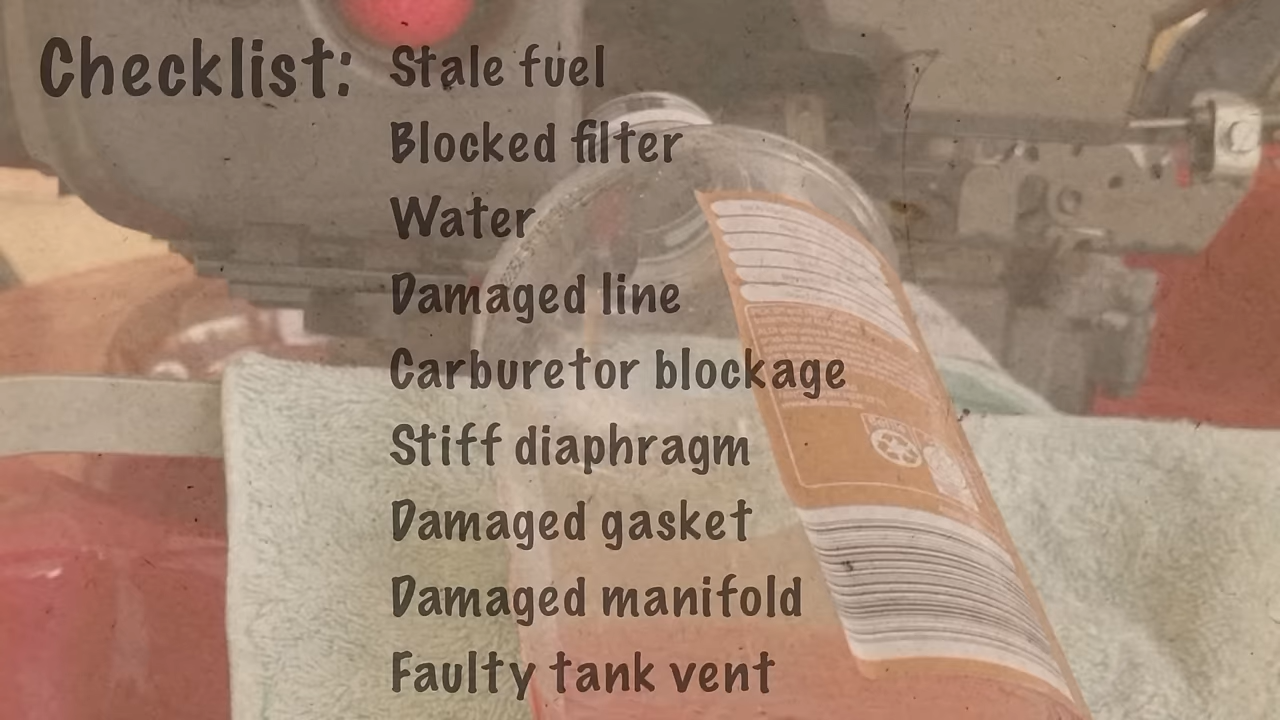 Checklist: Stale fuel
Blocked filter
Water
Damaged line
Carburetor blockage
Stiff diaphragm
Damaged gasket
Damaged manifold
Faulty tank vent